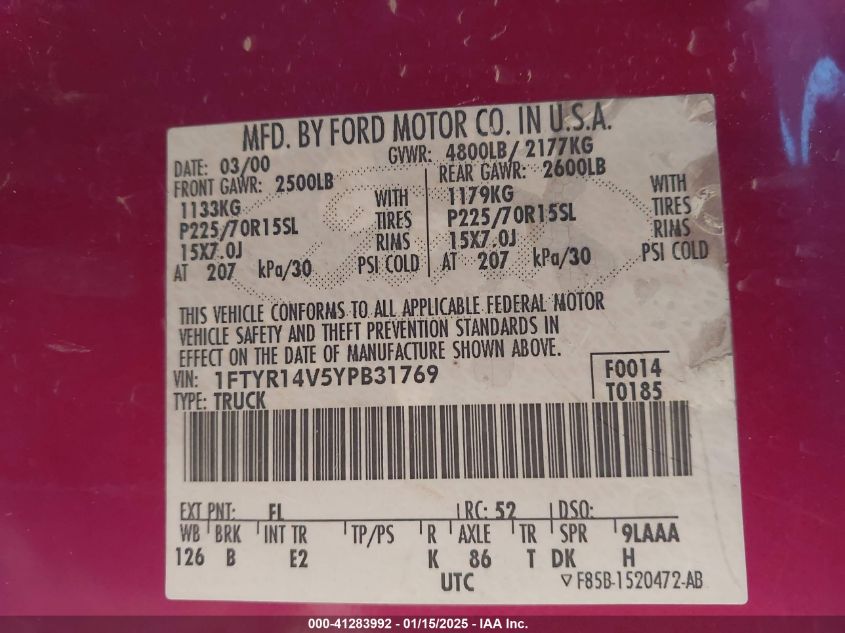 MFD. BY FORD MOTOR CO. IN U.S.A.
DATE: 03/00 GVWR: 4800LB/ 2177KG
FRONT GAWR: 2500LB REAR GAWR: 2600LB
1133KG WITH 1179KG WITH
P225/70R15SL TIRES P225/70R15SL TIRES
15X7.0J RIMS 15X7.0J RIMS
AT 207 kPa/30 PSI COLD AT 207 kPa/30 PSI COLD
THIS VEHICLE CONFORMS TO ALL APPLICABLE FEDERAL MOTOR
VEHICLE SAFETY AND THEFT PREVENTION STANDARDS IN
EFFECT ON THE DATE OF MANUFACTURE SHOWN ABOVE.
VIN: 1FTYR14V5YPB31769 F0014
TYPE: TRUCK T0185
EXT PNT: FL RC: 52 DSO:
WB BRK INT TR TP/PS R AXLE TR SPR 9LAAA
126 B E2 K 86 T DK H
UTC ▽F85B-1520472-AB
000-41283992 - 01/15/2025 - IAA Inc.